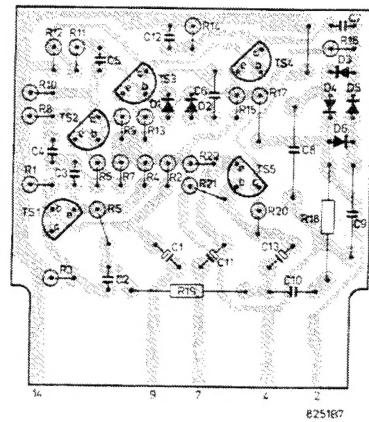 R14 C7
R12 R11 C12 R16
C5 TS3 TS4 D3
R10 D1 D2 C6 R15 R17 D4 D5
R8 TS2 R9 R13
C4 D6
C8
R1 C3 R6 R7 R4 R2 R22
R21 TS5
TS1 R5 R20 R18 C9
C1 C11 C13
R3 C2 R19 C10
14 9 7 4 2
825187